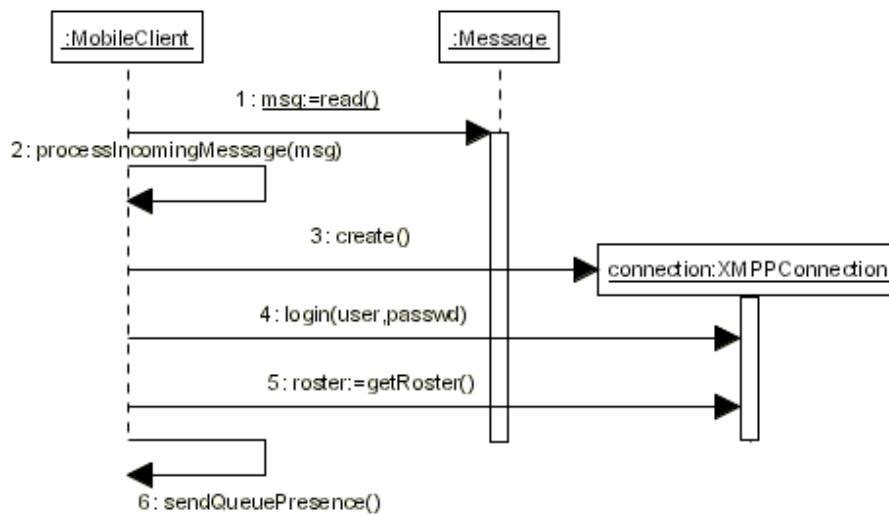 :MobileClient
:Message
1: msg:=read()
2: processIncomingMessage(msg)
3: create()
connection:XMPPConnection
4: login(user,passwd)
5: roster:=getRoster()
6: sendQueuePresence()